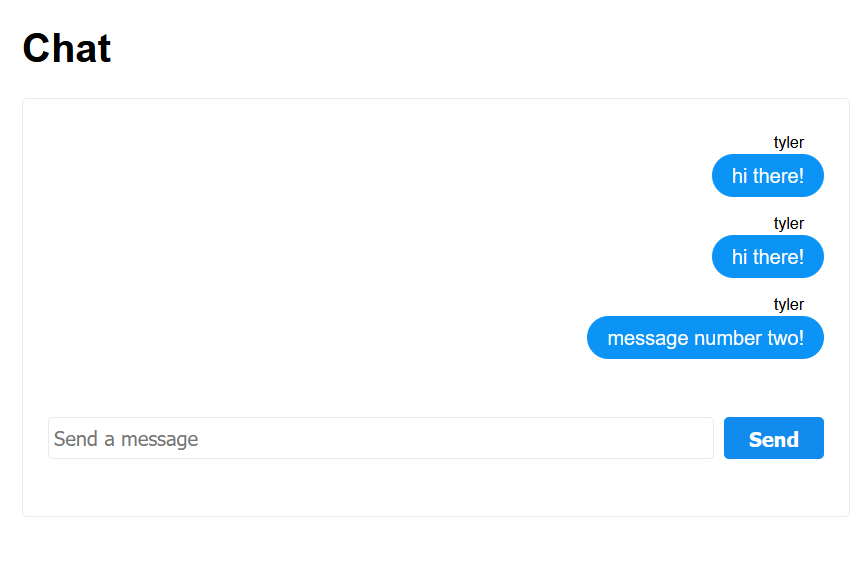 Chat
tyler
hi there!
tyler
hi there!
tyler
message number two!
Send a message
Send